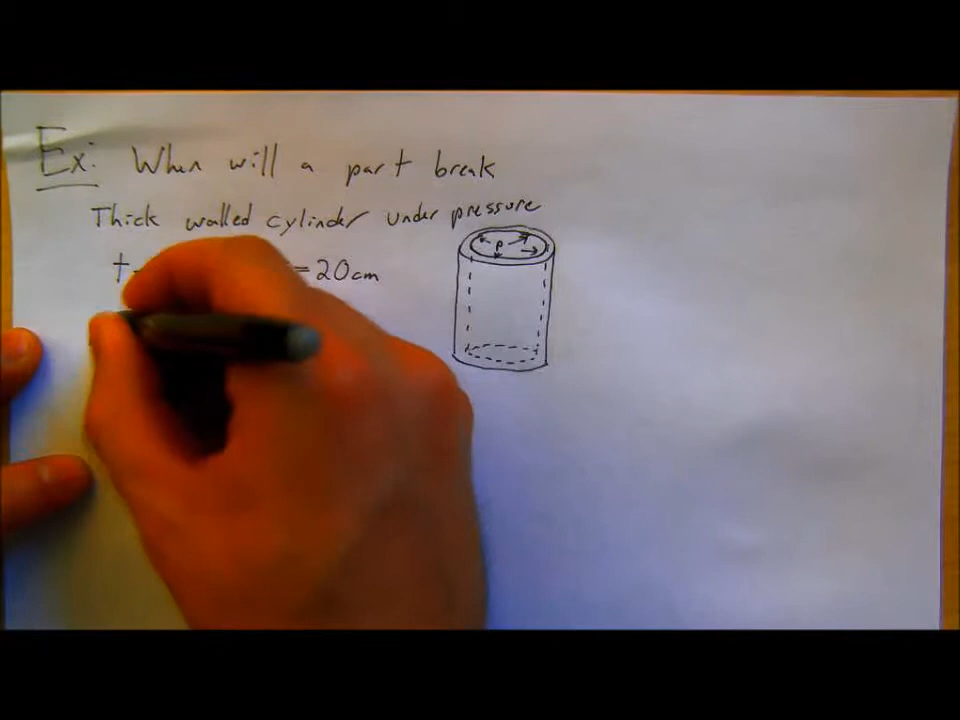 Ex: When will a part break
Thick walled cylinder under pressure
t = 20cm
P